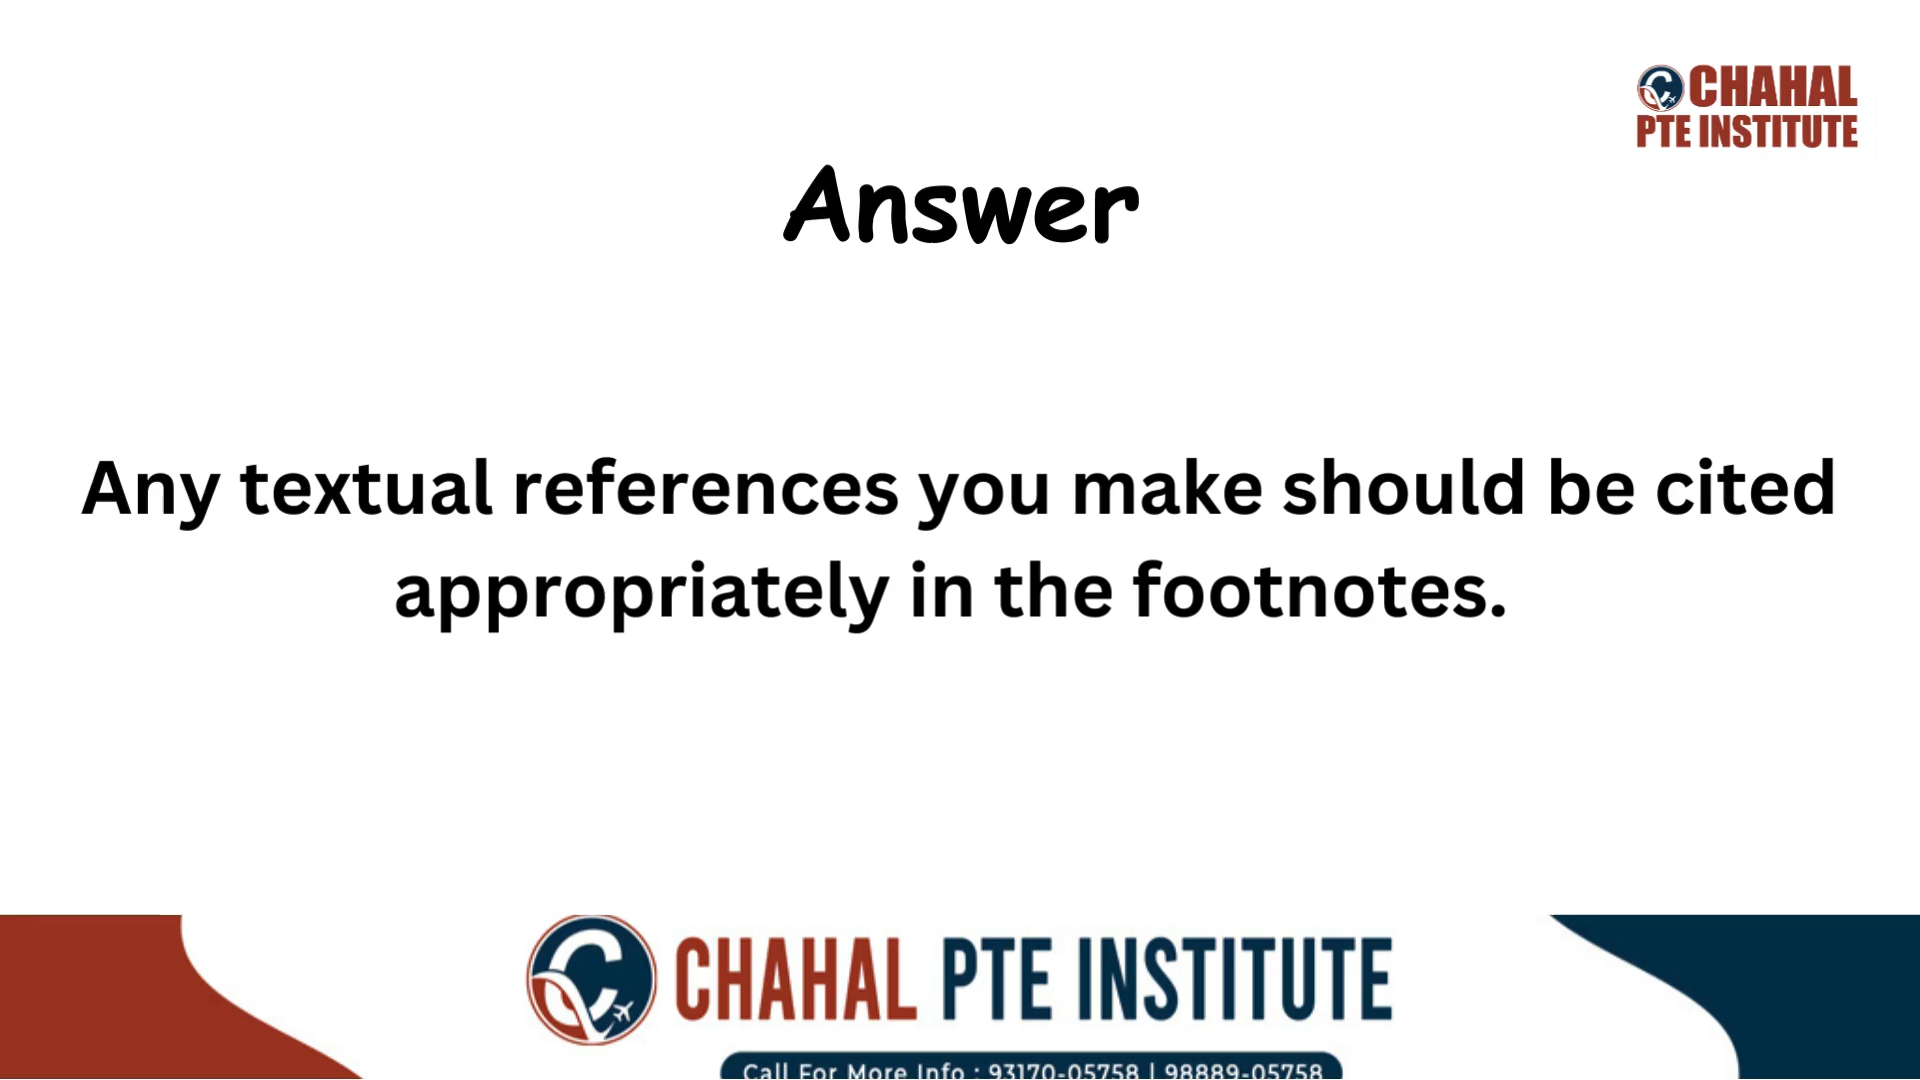 CHAHAL
PTE INSTITUTE
Answer
Any textual references you make should be cited
appropriately in the footnotes.
CHAHAL PTE INSTITUTE
Call For More Info : 93170-05758 | 98889-05758